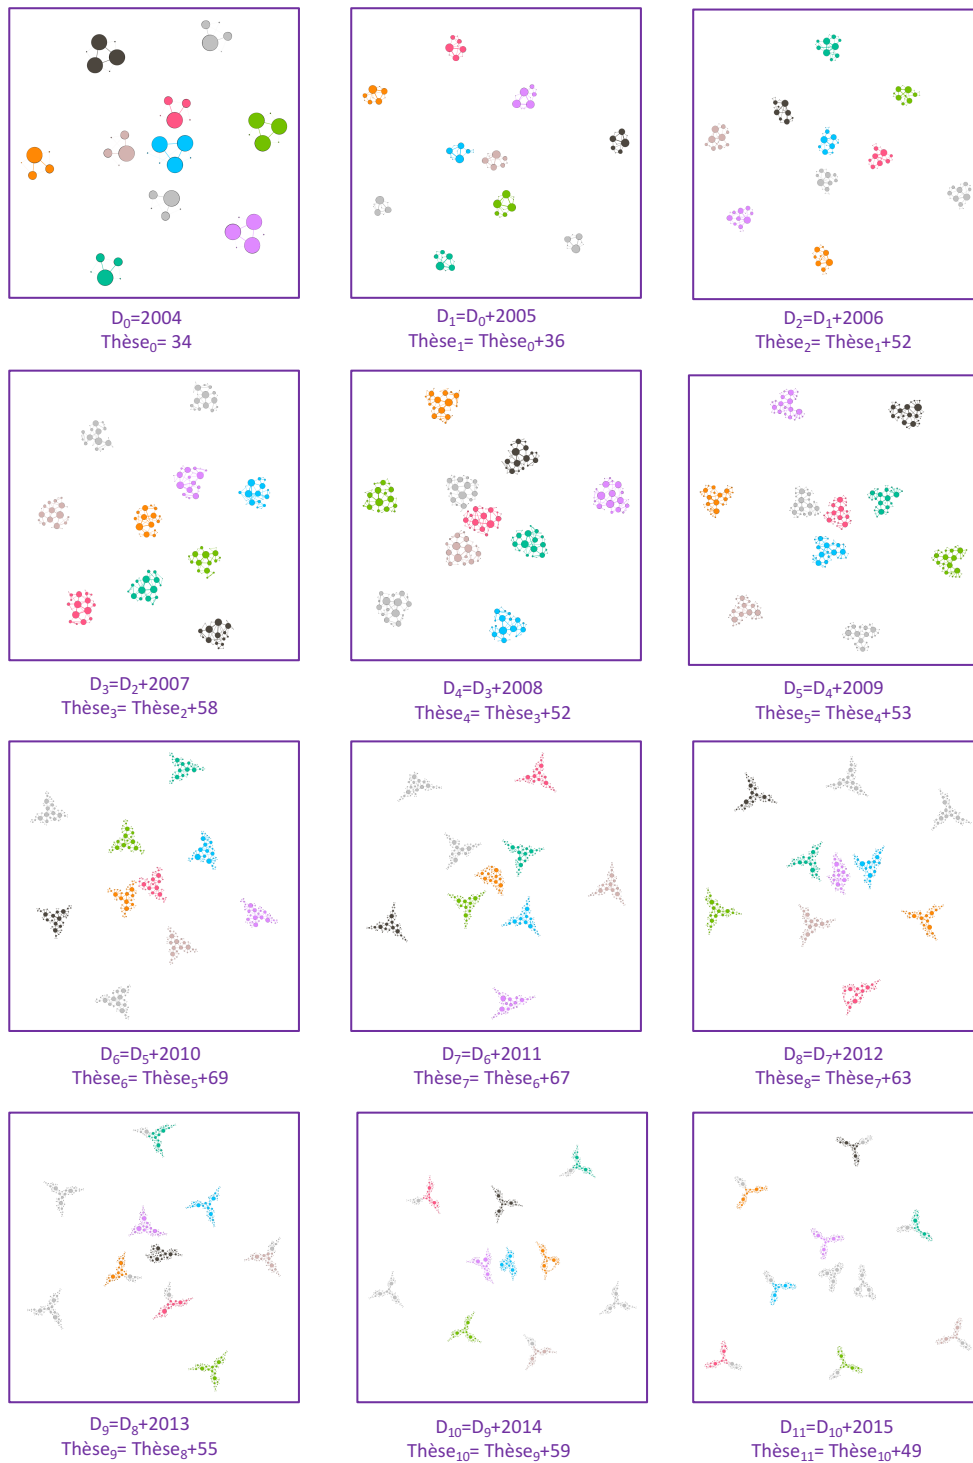 D₀=2004
Thèse₀= 34
D₁=D₀+2005
Thèse₁= Thèse₀+36
D₂=D₁+2006
Thèse₂= Thèse₁+52
D₃=D₂+2007
Thèse₃= Thèse₂+58
D₄=D₃+2008
Thèse₄= Thèse₃+52
D₅=D₄+2009
Thèse₅= Thèse₄+53
D₆=D₅+2010
Thèse₆= Thèse₅+69
D₇=D₆+2011
Thèse₇= Thèse₆+67
D₈=D₇+2012
Thèse₈= Thèse₇+63
D₉=D₈+2013
Thèse₉= Thèse₈+55
D₁₀=D₉+2014
Thèse₁₀= Thèse₉+59
D₁₁=D₁₀+2015
Thèse₁₁= Thèse₁₀+49